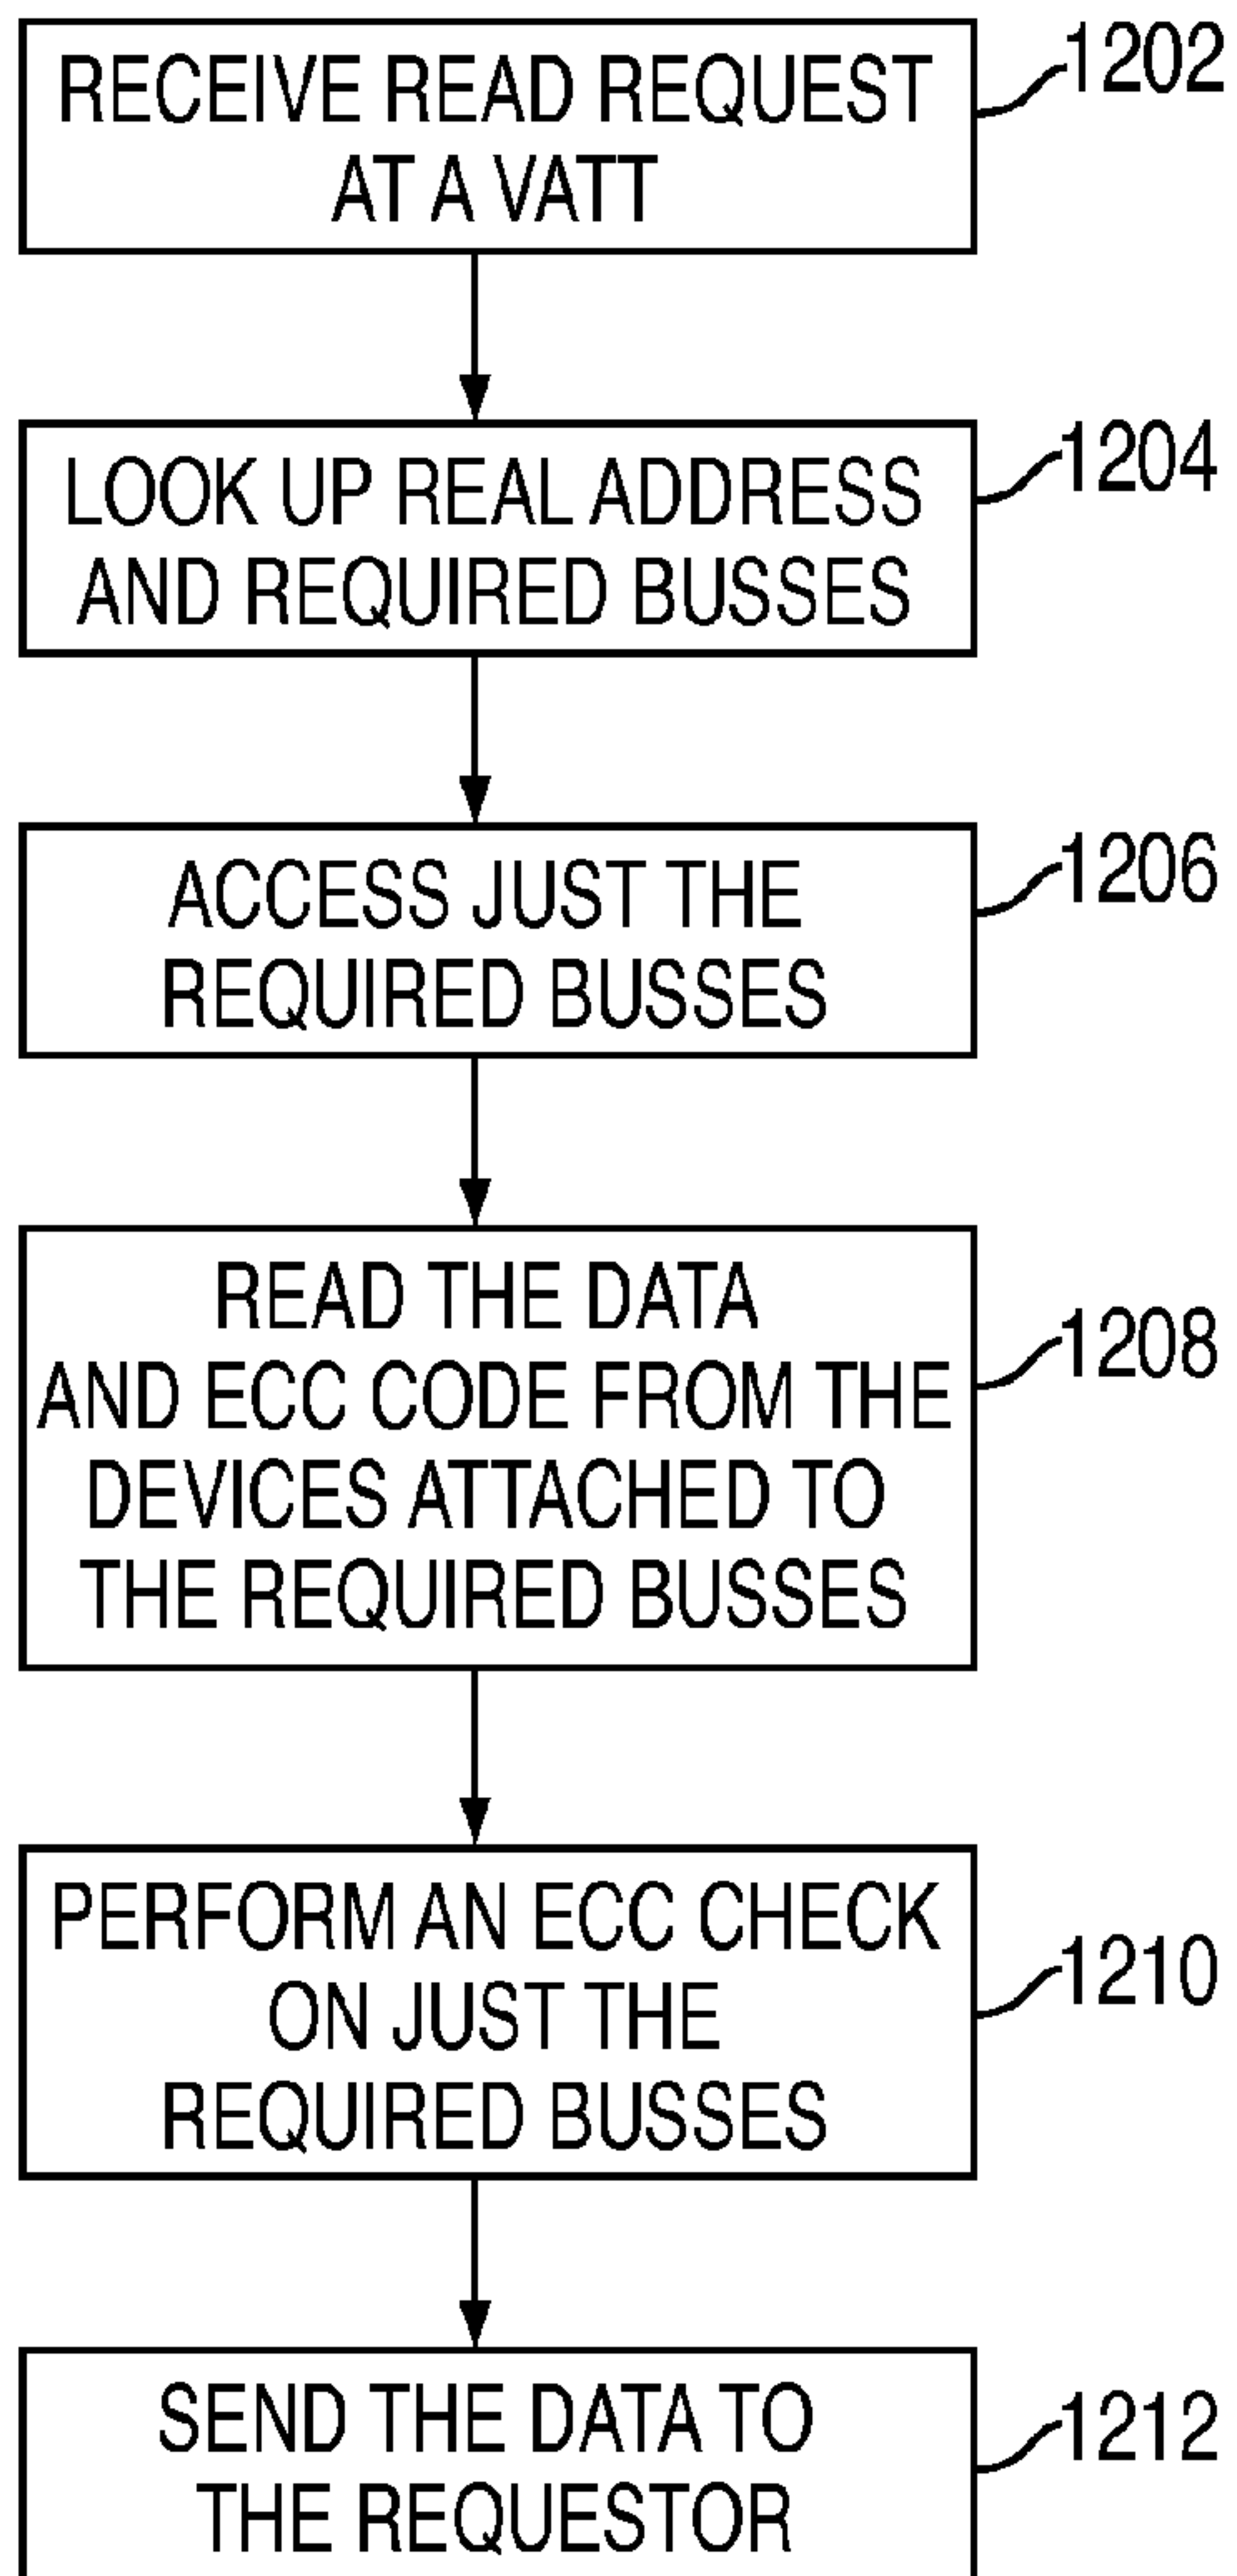 RECEIVE READ REQUEST
AT A VATT
1202
LOOK UP REAL ADDRESS
AND REQUIRED BUSSES
1204
ACCESS JUST THE
REQUIRED BUSSES
1206
READ THE DATA
AND ECC CODE FROM THE
DEVICES ATTACHED TO
THE REQUIRED BUSSES
1208
PERFORM AN ECC CHECK
ON JUST THE
REQUIRED BUSSES
1210
SEND THE DATA TO
THE REQUESTOR
1212